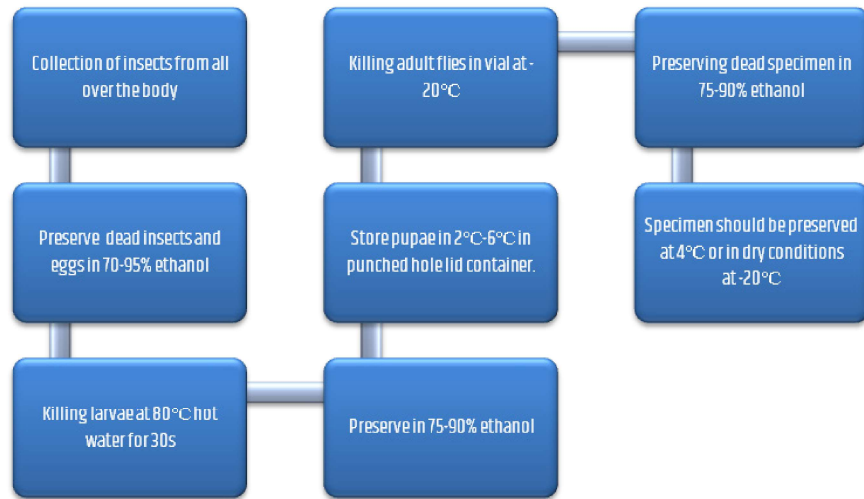 Collection of insects from all
over the body
Preserve dead insects and
eggs in 70-95% ethanol
Killing larvae at 80°C hot
water for 30s
Preserve in 75-90% ethanol
Store pupae in 2°C-6°C in
punched hole lid container.
Killing adult flies in vial at -
20°C
Preserving dead specimen in
75-90% ethanol
Specimen should be preserved
at 4°C or in dry conditions
at -20°C